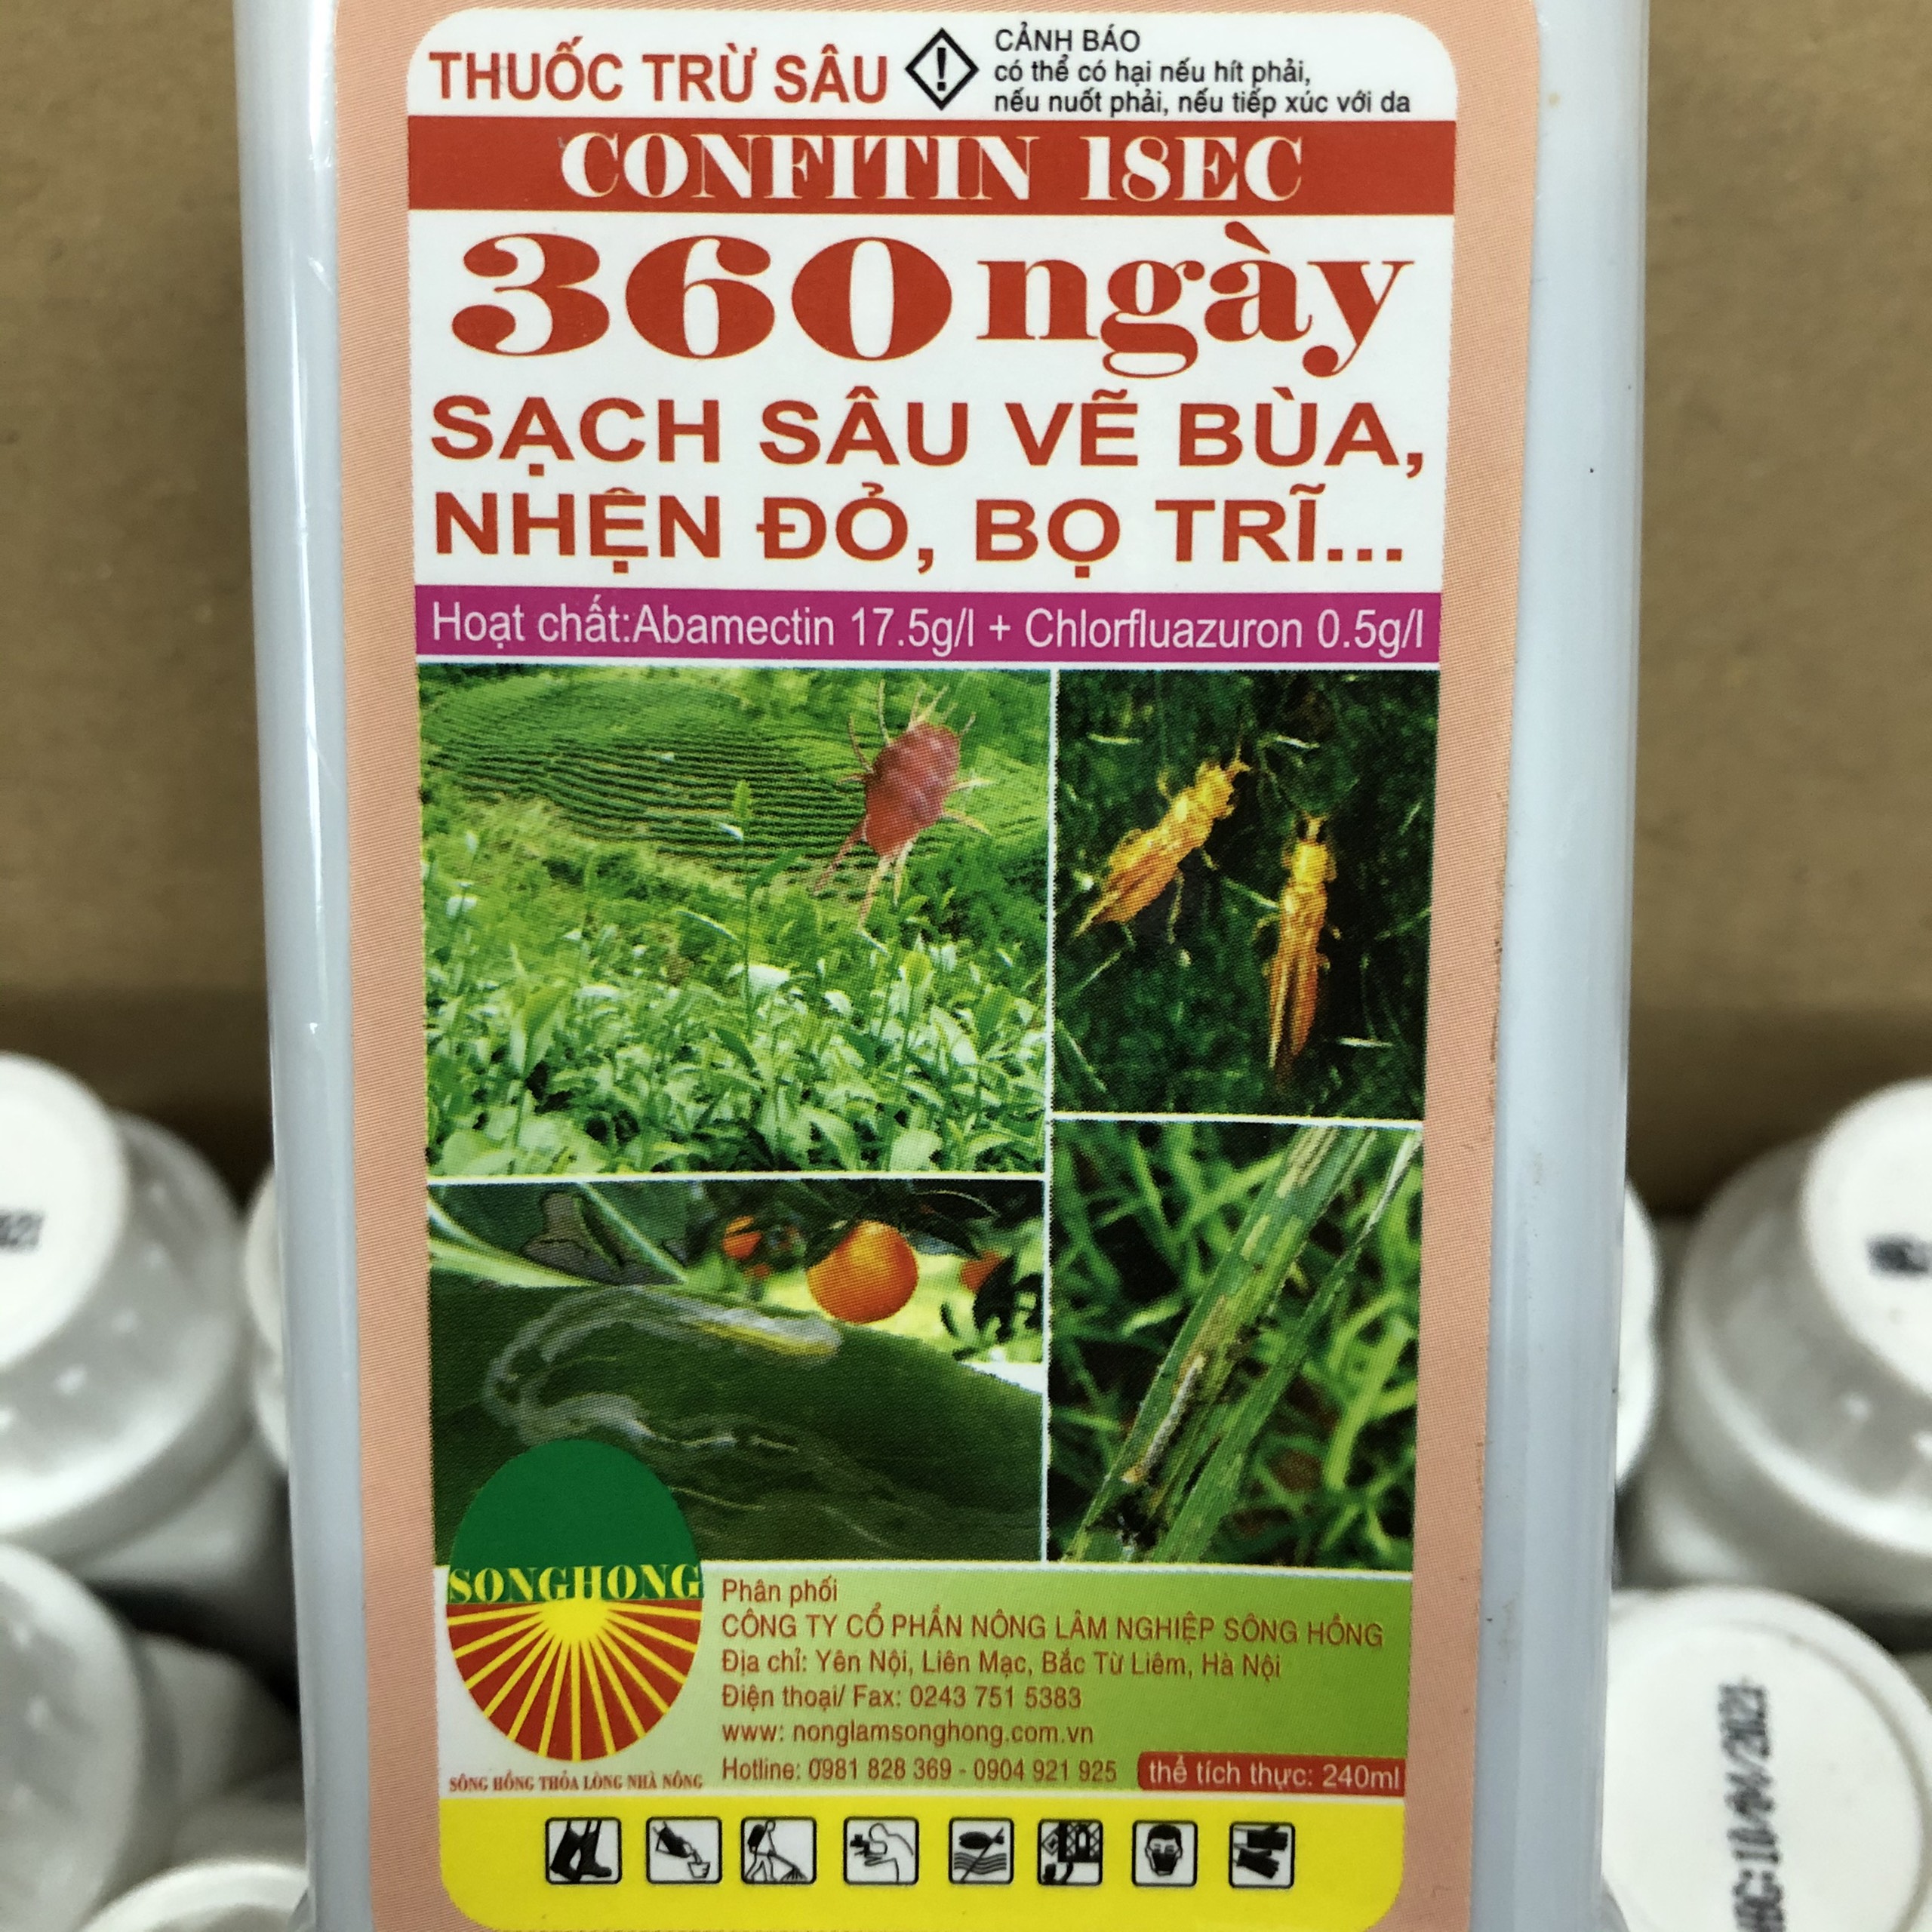 THUỐC TRỪ SÂU
CẢNH BÁO
có thể có hại nếu hít phải,
nếu nuốt phải, nếu tiếp xúc với da
CONFITIN 18EC
360 ngày
SẠCH SÂU VẼ BÙA,
NHỆN ĐỎ, BỌ TRĨ...
Hoạt chất:Abamectin 17.5g/l + Chlorfluazuron 0.5g/l
SONGHONG
SÔNG HỒNG THỎA LÒNG NHÀ NÔNG
Phân phối
CÔNG TY CỔ PHẦN NÔNG LÂM NGHIỆP SÔNG HỒNG
Địa chỉ: Yên Nội, Liên Mạc, Bắc Từ Liêm, Hà Nội
Điện thoại/ Fax: 0243 751 5383
www: nonglamsonghong.com.vn
Hotline: 0981 828 369 - 0904 921 925
thể tích thực: 240ml